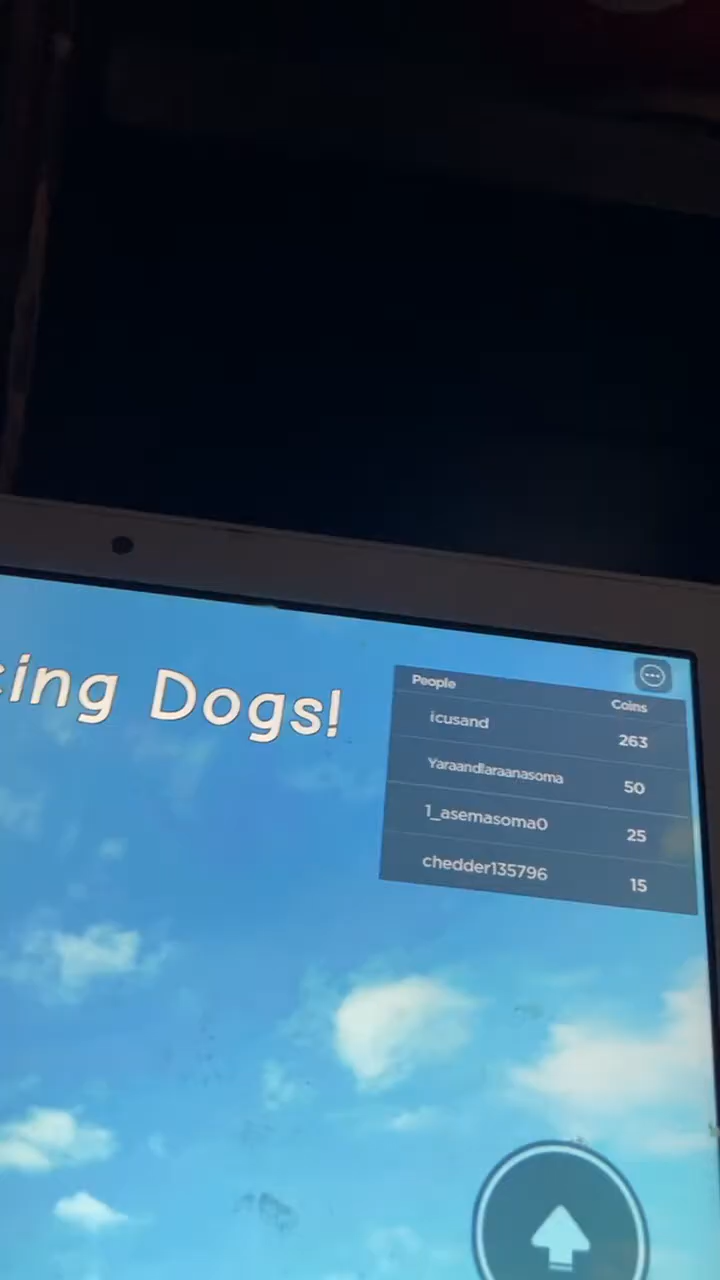 cing Dogs!
People Coins
icusand 263
Yaraandlaraanasoma 50
1_asemasoma0 25
chedder135796 15